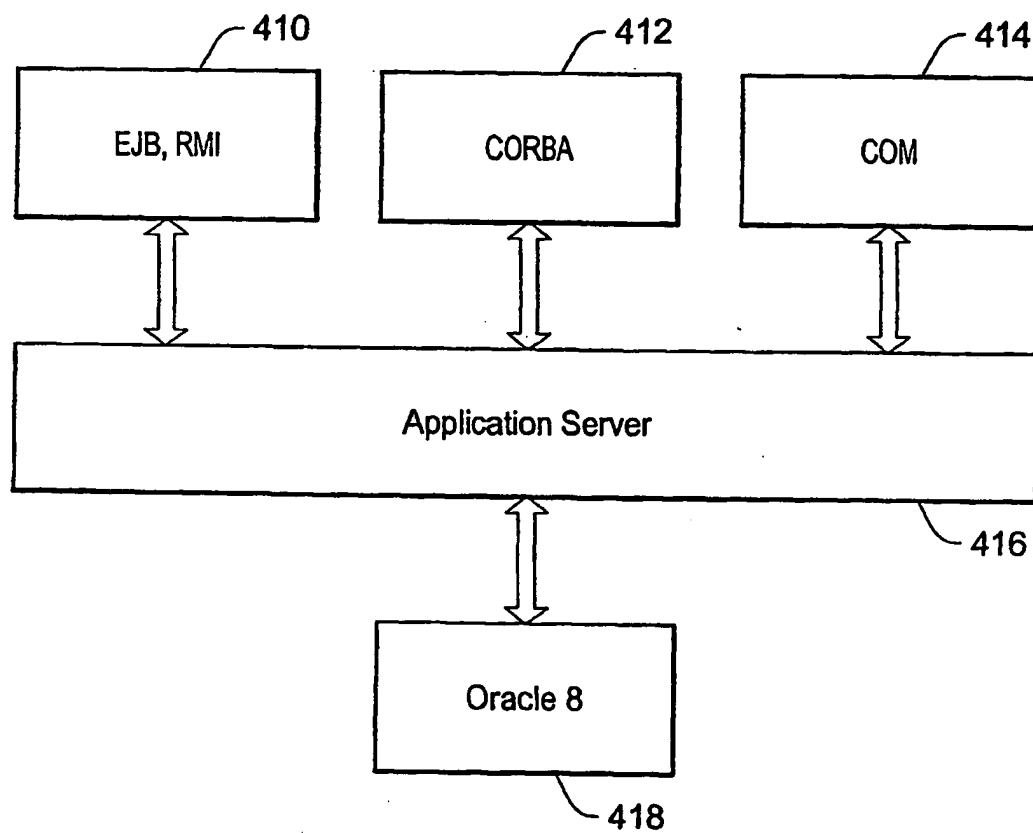 410
412
414
EJB, RMI
CORBA
COM
Application Server
416
Oracle 8
418